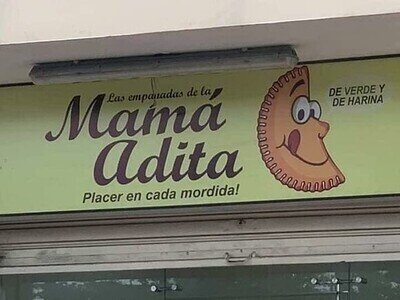 Las empanadas de la
Mamá
Adita
Placer en cada mordida!
DE VERDE Y
DE HARINA